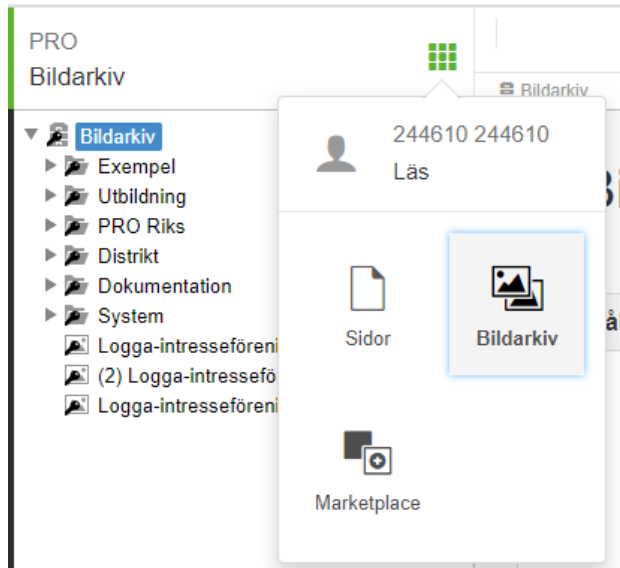 PRO
Bildarkiv
Bildarkiv
Bildarkiv
Exempel
Utbildning
PRO Riks
Distrikt
Dokumentation
System
Logga-intresseföreni
(2) Logga-intressefö
Logga-intresseföreni
244610 244610
Läs
Sidor
Bildarkiv
Marketplace